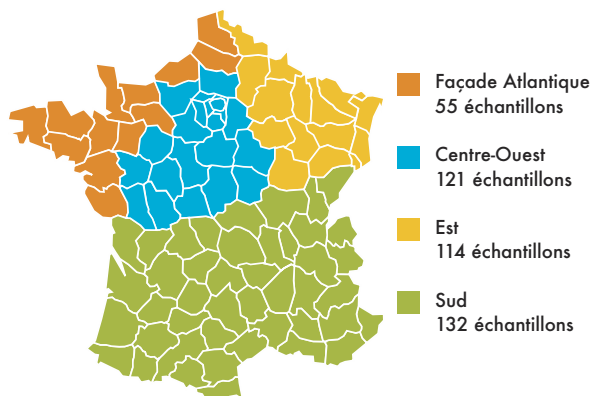 Façade Atlantique
55 échantillons
Centre-Ouest
121 échantillons
Est
114 échantillons
Sud
132 échantillons